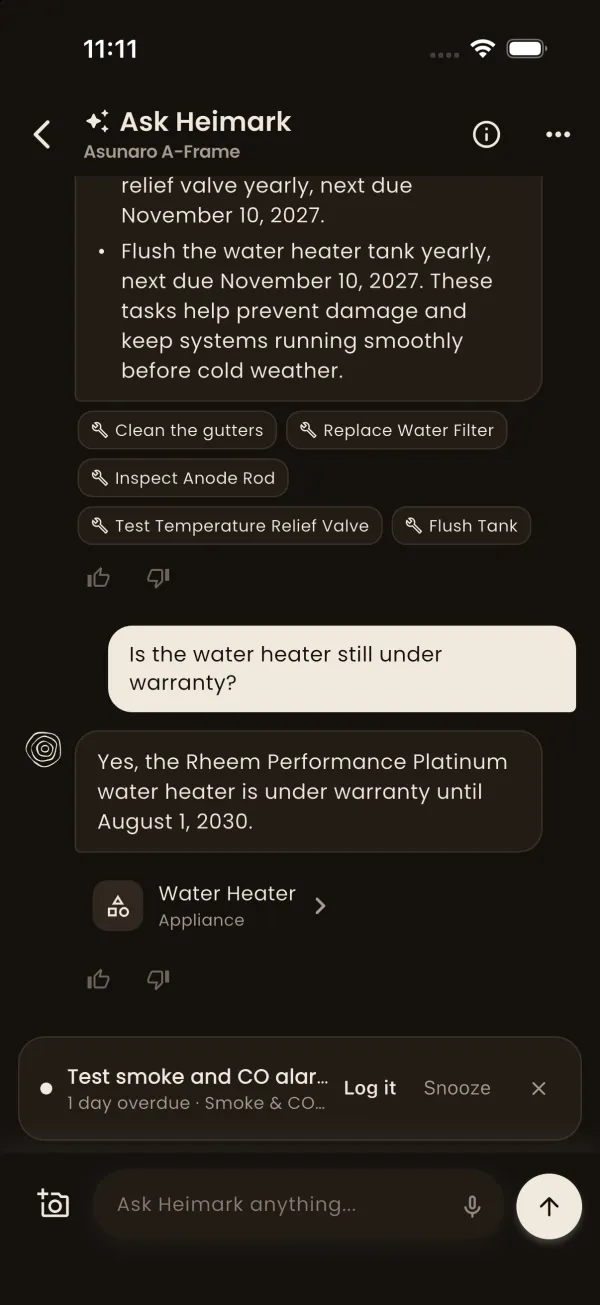 11:11
Ask Heimark
Asunaro A-Frame
relief valve yearly, next due
November 10, 2027.
• Flush the water heater tank yearly,
next due November 10, 2027. These
tasks help prevent damage and
keep systems running smoothly
before cold weather.
Clean the gutters
Replace Water Filter
Inspect Anode Rod
Test Temperature Relief Valve
Flush Tank
Is the water heater still under
warranty?
Yes, the Rheem Performance Platinum
water heater is under warranty until
August 1, 2030.
Water Heater
Appliance
Test smoke and CO alar...
1 day overdue · Smoke & CO...
Log it
Snooze
Ask Heimark anything...